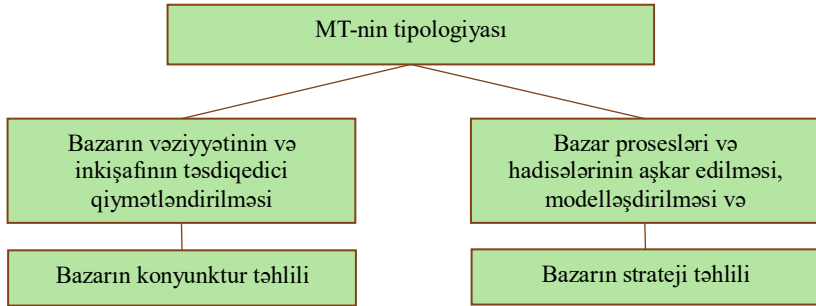 MT-nin tipologiyası
Bazarın vəziyyətinin və
inkişafının təsdiqedici
qiymətləndirilməsi
Bazar prosesləri və
hadisələrinin aşkar edilməsi,
modelləşdirilməsi və
Bazarın konyunktur təhlili
Bazarın strateji təhlili